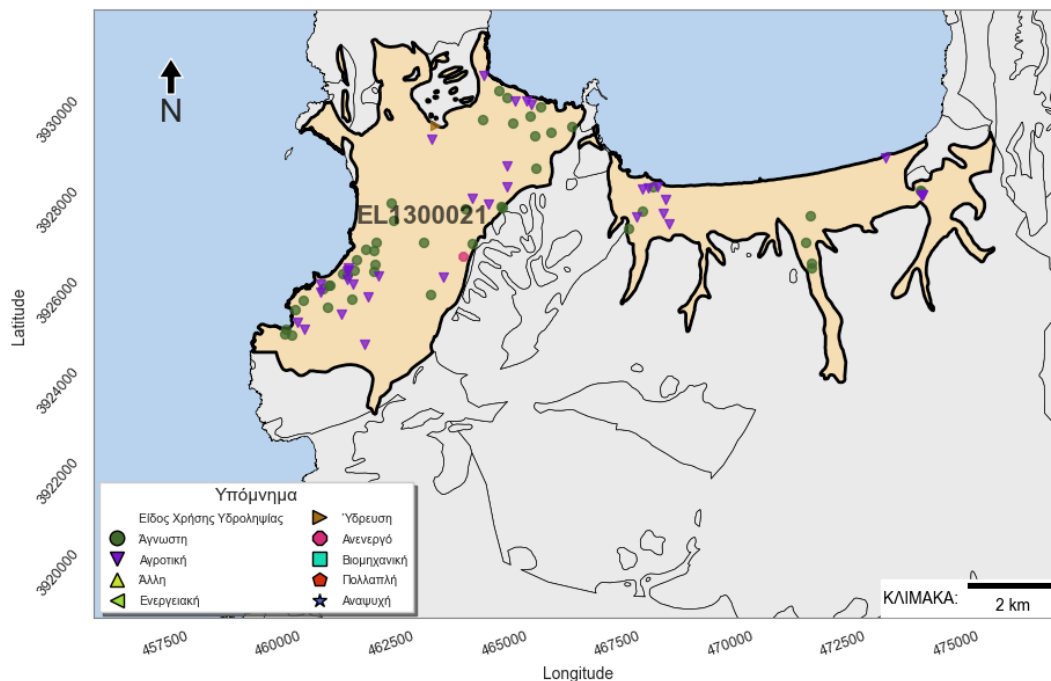 N
EL1300021
Latitude
3930000
3928000
3926000
3924000
3922000
3920000
Υπόμνημα
Είδος Χρήσης Υδροληψίας
Άγνωστη
Αγροτική
Άλλη
Ενεργειακή
Ύδρευση
Ανενεργό
Βιομηχανική
Πολλαπλή
Αναψυχή
ΚΛΙΜΑΚΑ:
2 km
457500
460000
462500
465000
467500
470000
472500
475000
Longitude